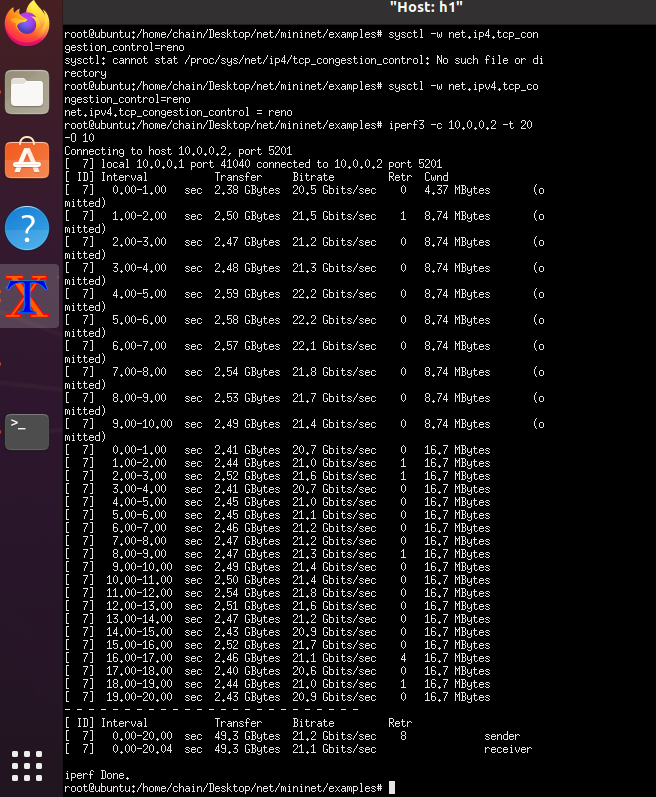 "Host: h1"
root@ubuntu:/home/chain/Desktop/net/mininet/examples# sysctl -w net.ip4.tcp_con
gestion_control=reno
sysctl: cannot stat /proc/sys/net/ip4/tcp_congestion_control: No such file or di
rectory
root@ubuntu:/home/chain/Desktop/net/mininet/examples# sysctl -w net.ipv4.tcp_co
ngestion_control=reno
net.ipv4.tcp_congestion_control = reno
root@ubuntu:/home/chain/Desktop/net/mininet/examples# iperf3 -c 10.0.0.2 -t 20
-O 10
Connecting to host 10.0.0.2, port 5201
[  7] local 10.0.0.1 port 41040 connected to 10.0.0.2 port 5201
[ ID] Interval           Transfer     Bitrate         Retr  Cwnd
[  7]   0.00-1.00   sec  2.38 GBytes  20.5 Gbits/sec    0   4.37 MBytes       (o
mitted)
[  7]   1.00-2.00   sec  2.50 GBytes  21.5 Gbits/sec    1   8.74 MBytes       (o
mitted)
[  7]   2.00-3.00   sec  2.47 GBytes  21.2 Gbits/sec    0   8.74 MBytes       (o
mitted)
[  7]   3.00-4.00   sec  2.48 GBytes  21.3 Gbits/sec    0   8.74 MBytes       (o
mitted)
[  7]   4.00-5.00   sec  2.59 GBytes  22.2 Gbits/sec    0   8.74 MBytes       (o
mitted)
[  7]   5.00-6.00   sec  2.58 GBytes  22.2 Gbits/sec    0   8.74 MBytes       (o
mitted)
[  7]   6.00-7.00   sec  2.57 GBytes  22.1 Gbits/sec    0   8.74 MBytes       (o
mitted)
[  7]   7.00-8.00   sec  2.54 GBytes  21.8 Gbits/sec    0   8.74 MBytes       (o
mitted)
[  7]   8.00-9.00   sec  2.53 GBytes  21.7 Gbits/sec    0   8.74 MBytes       (o
mitted)
[  7]   9.00-10.00  sec  2.49 GBytes  21.4 Gbits/sec    0   8.74 MBytes       (o
mitted)
[  7]   0.00-1.00   sec  2.41 GBytes  20.7 Gbits/sec    0   16.7 MBytes
[  7]   1.00-2.00   sec  2.44 GBytes  21.0 Gbits/sec    1   16.7 MBytes
[  7]   2.00-3.00   sec  2.52 GBytes  21.6 Gbits/sec    1   16.7 MBytes
[  7]   3.00-4.00   sec  2.41 GBytes  20.7 Gbits/sec    0   16.7 MBytes
[  7]   4.00-5.00   sec  2.45 GBytes  21.0 Gbits/sec    0   16.7 MBytes
[  7]   5.00-6.00   sec  2.45 GBytes  21.1 Gbits/sec    0   16.7 MBytes
[  7]   6.00-7.00   sec  2.46 GBytes  21.2 Gbits/sec    0   16.7 MBytes
[  7]   7.00-8.00   sec  2.47 GBytes  21.2 Gbits/sec    0   16.7 MBytes
[  7]   8.00-9.00   sec  2.47 GBytes  21.3 Gbits/sec    1   16.7 MBytes
[  7]   9.00-10.00  sec  2.49 GBytes  21.4 Gbits/sec    0   16.7 MBytes
[  7]  10.00-11.00  sec  2.50 GBytes  21.4 Gbits/sec    0   16.7 MBytes
[  7]  11.00-12.00  sec  2.54 GBytes  21.8 Gbits/sec    0   16.7 MBytes
[  7]  12.00-13.00  sec  2.51 GBytes  21.6 Gbits/sec    0   16.7 MBytes
[  7]  13.00-14.00  sec  2.47 GBytes  21.2 Gbits/sec    0   16.7 MBytes
[  7]  14.00-15.00  sec  2.43 GBytes  20.9 Gbits/sec    0   16.7 MBytes
[  7]  15.00-16.00  sec  2.52 GBytes  21.7 Gbits/sec    0   16.7 MBytes
[  7]  16.00-17.00  sec  2.46 GBytes  21.1 Gbits/sec    4   16.7 MBytes
[  7]  17.00-18.00  sec  2.40 GBytes  20.6 Gbits/sec    0   16.7 MBytes
[  7]  18.00-19.00  sec  2.44 GBytes  21.0 Gbits/sec    1   16.7 MBytes
[  7]  19.00-20.00  sec  2.43 GBytes  20.9 Gbits/sec    0   16.7 MBytes
- - - - - - - - - - - - - - - - - - - - - - - - -
[ ID] Interval           Transfer     Bitrate         Retr
[  7]   0.00-20.00  sec  49.3 GBytes  21.2 Gbits/sec    8             sender
[  7]   0.00-20.04  sec  49.3 GBytes  21.1 Gbits/sec                  receiver

iperf Done.
root@ubuntu:/home/chain/Desktop/net/mininet/examples#